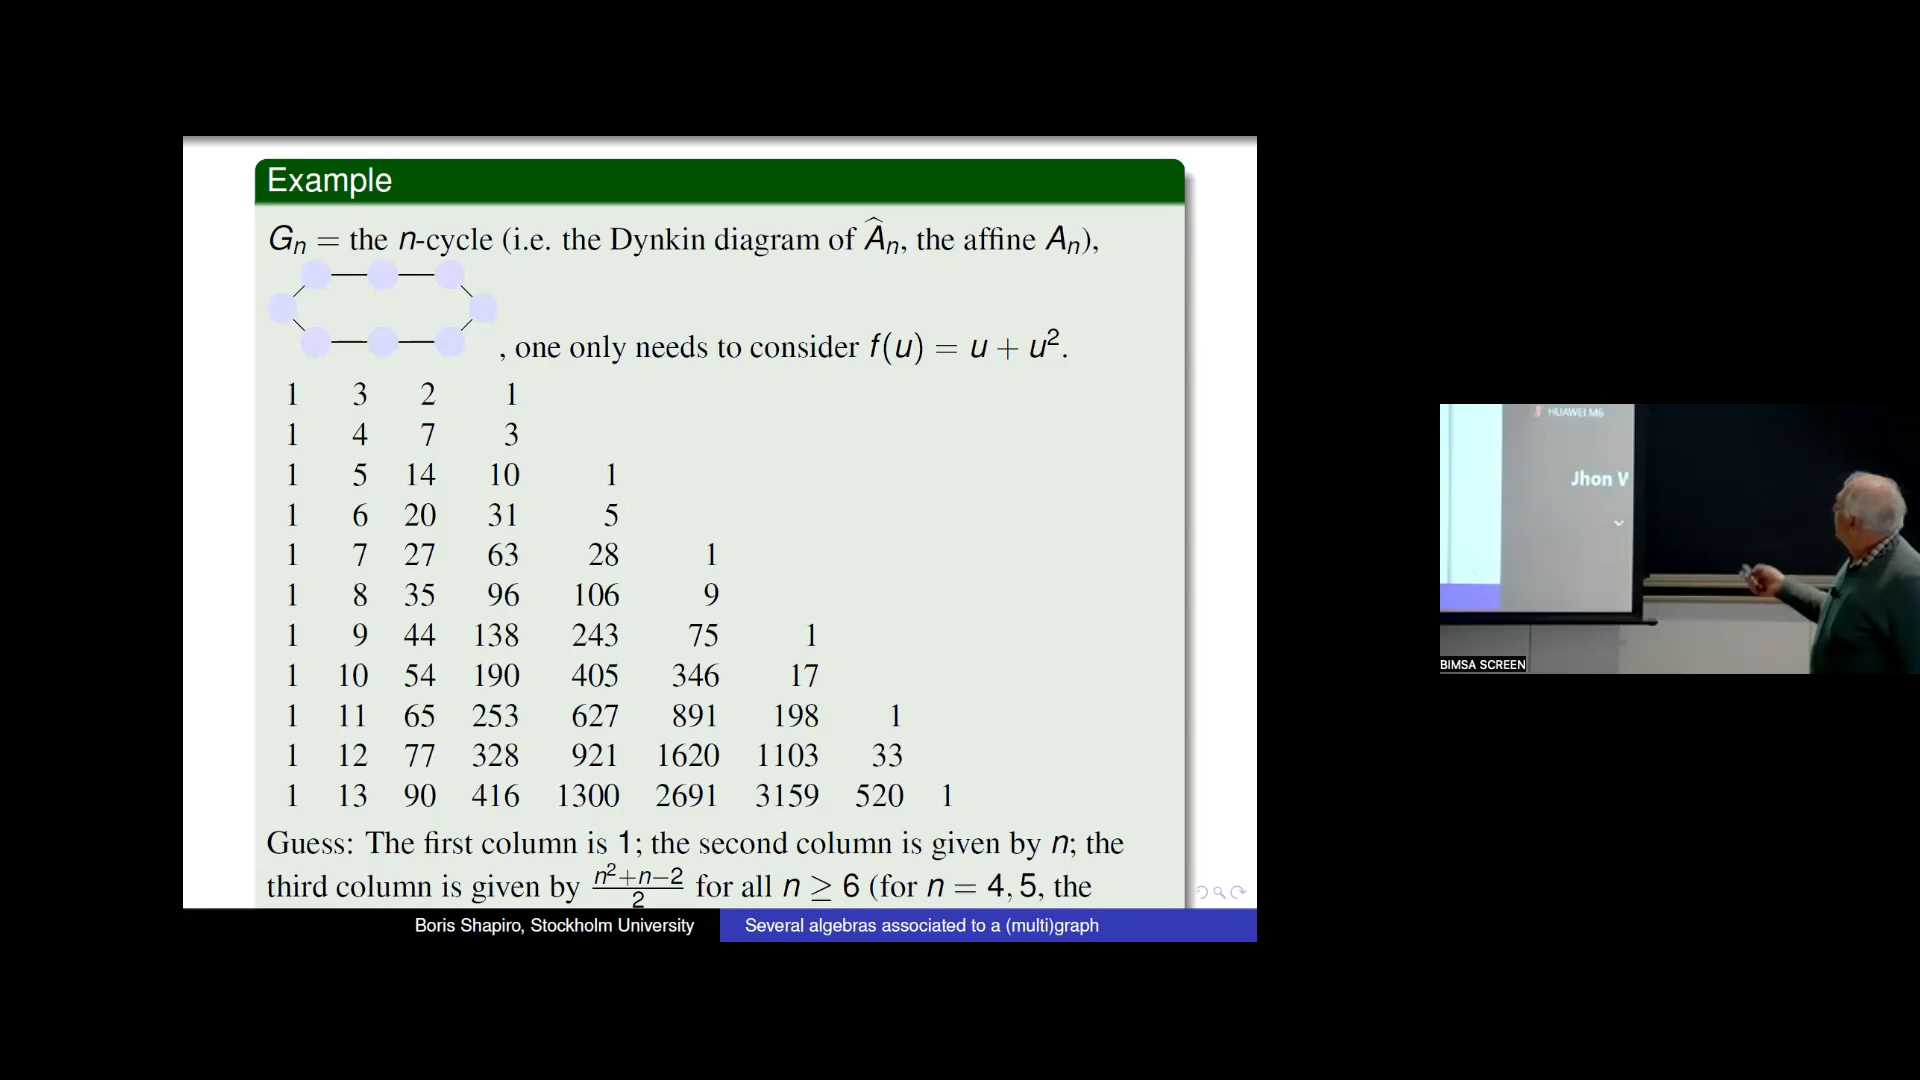 Example
Gn = the n-cycle (i.e. the Dynkin diagram of Âₙ, the affine Aₙ),
, one only needs to consider f(u) = u + u².
1 3 2 1
1 4 7 3
1 5 14 10 1
1 6 20 31 5
1 7 27 63 28 1
1 8 35 96 106 9
1 9 44 138 243 75 1
1 10 54 190 405 346 17
1 11 65 253 627 891 198 1
1 12 77 328 921 1620 1103 33
1 13 90 416 1300 2691 3159 520 1
Guess: The first column is 1; the second column is given by n; the
third column is given by (n²+n−2)/2 for all n ≥ 6 (for n = 4, 5, the
Boris Shapiro, Stockholm University
Several algebras associated to a (multi)graph
HUAWEI M6
Jhon V
BIMSA SCREEN